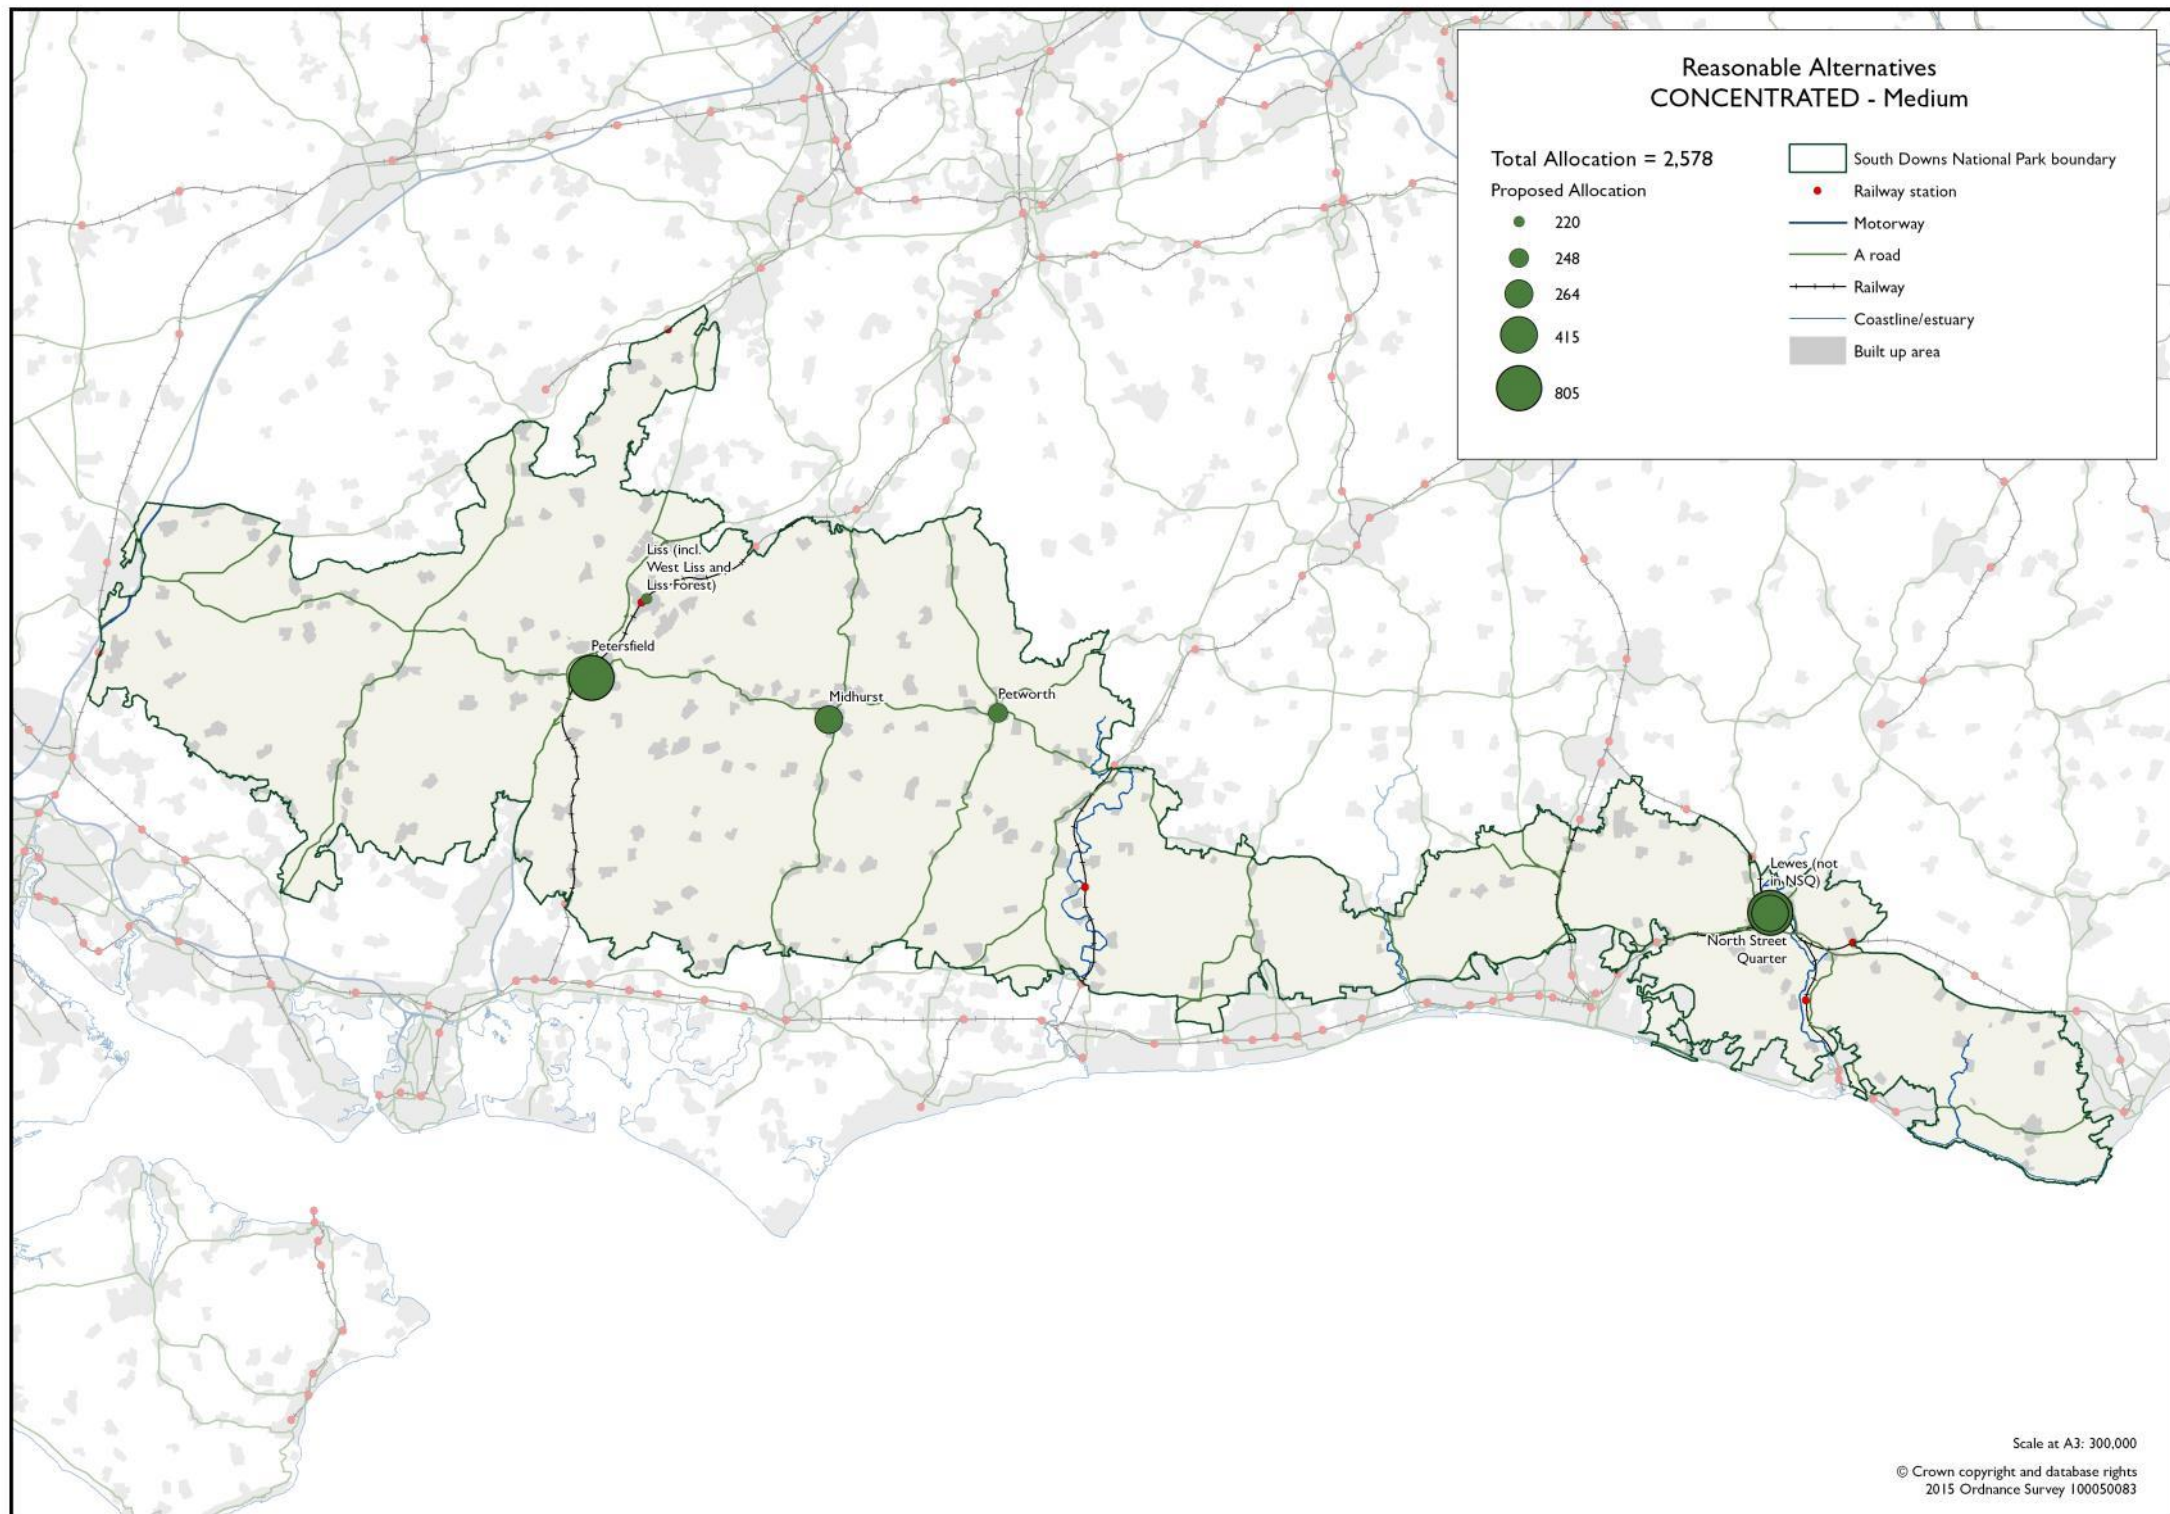 Reasonable Alternatives
CONCENTRATED - Medium
Total Allocation = 2,578
Proposed Allocation
220
248
264
415
805
South Downs National Park boundary
Railway station
Motorway
A road
Railway
Coastline/estuary
Built up area
Liss (incl.
West Liss and
Liss Forest)
Petersfield
Midhurst
Petworth
Lewes (not
in NSQ)
North Street
Quarter
Scale at A3: 300,000
© Crown copyright and database rights
2015 Ordnance Survey 100050083